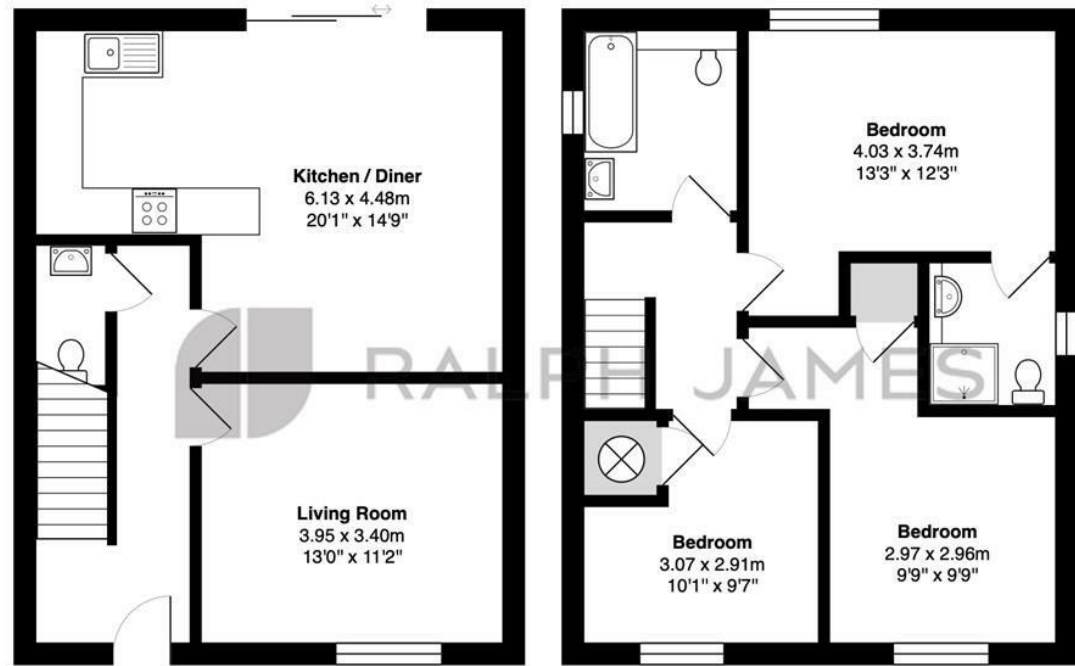 Kitchen / Diner
6.13 x 4.48m
20'1" x 14'9"
Living Room
3.95 x 3.40m
13'0" x 11'2"
Bedroom
4.03 x 3.74m
13'3" x 12'3"
Bedroom
3.07 x 2.91m
10'1" x 9'7"
Bedroom
2.97 x 2.96m
9'9" x 9'9"
RALPH JAMES